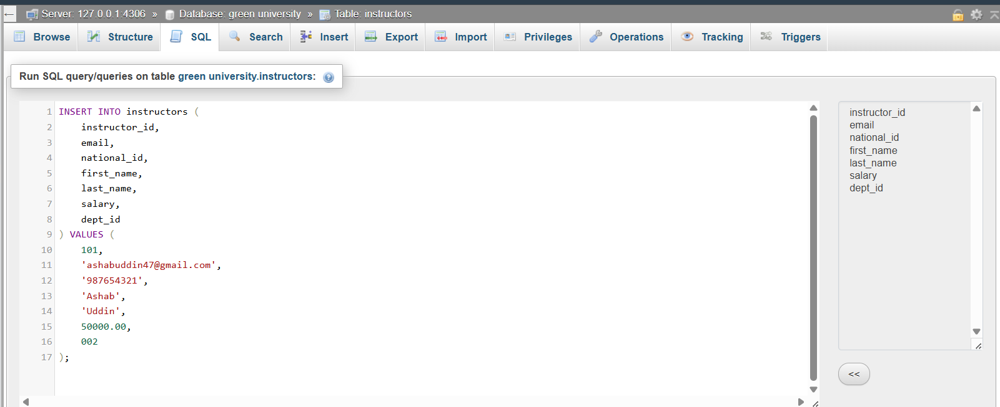 Server: 127.0.0.1:4306 » Database: green university » Table: instructors
Browse Structure SQL Search Insert Export Import Privileges Operations Tracking Triggers
Run SQL query/queries on table green university.instructors:
1 INSERT INTO instructors (
2 instructor_id,
3 email,
4 national_id,
5 first_name,
6 last_name,
7 salary,
8 dept_id
9 ) VALUES (
10 101,
11 'ashabuddin47@gmail.com',
12 '987654321',
13 'Ashab',
14 'Uddin',
15 50000.00,
16 002
17 );
instructor_id
email
national_id
first_name
last_name
salary
dept_id
<<